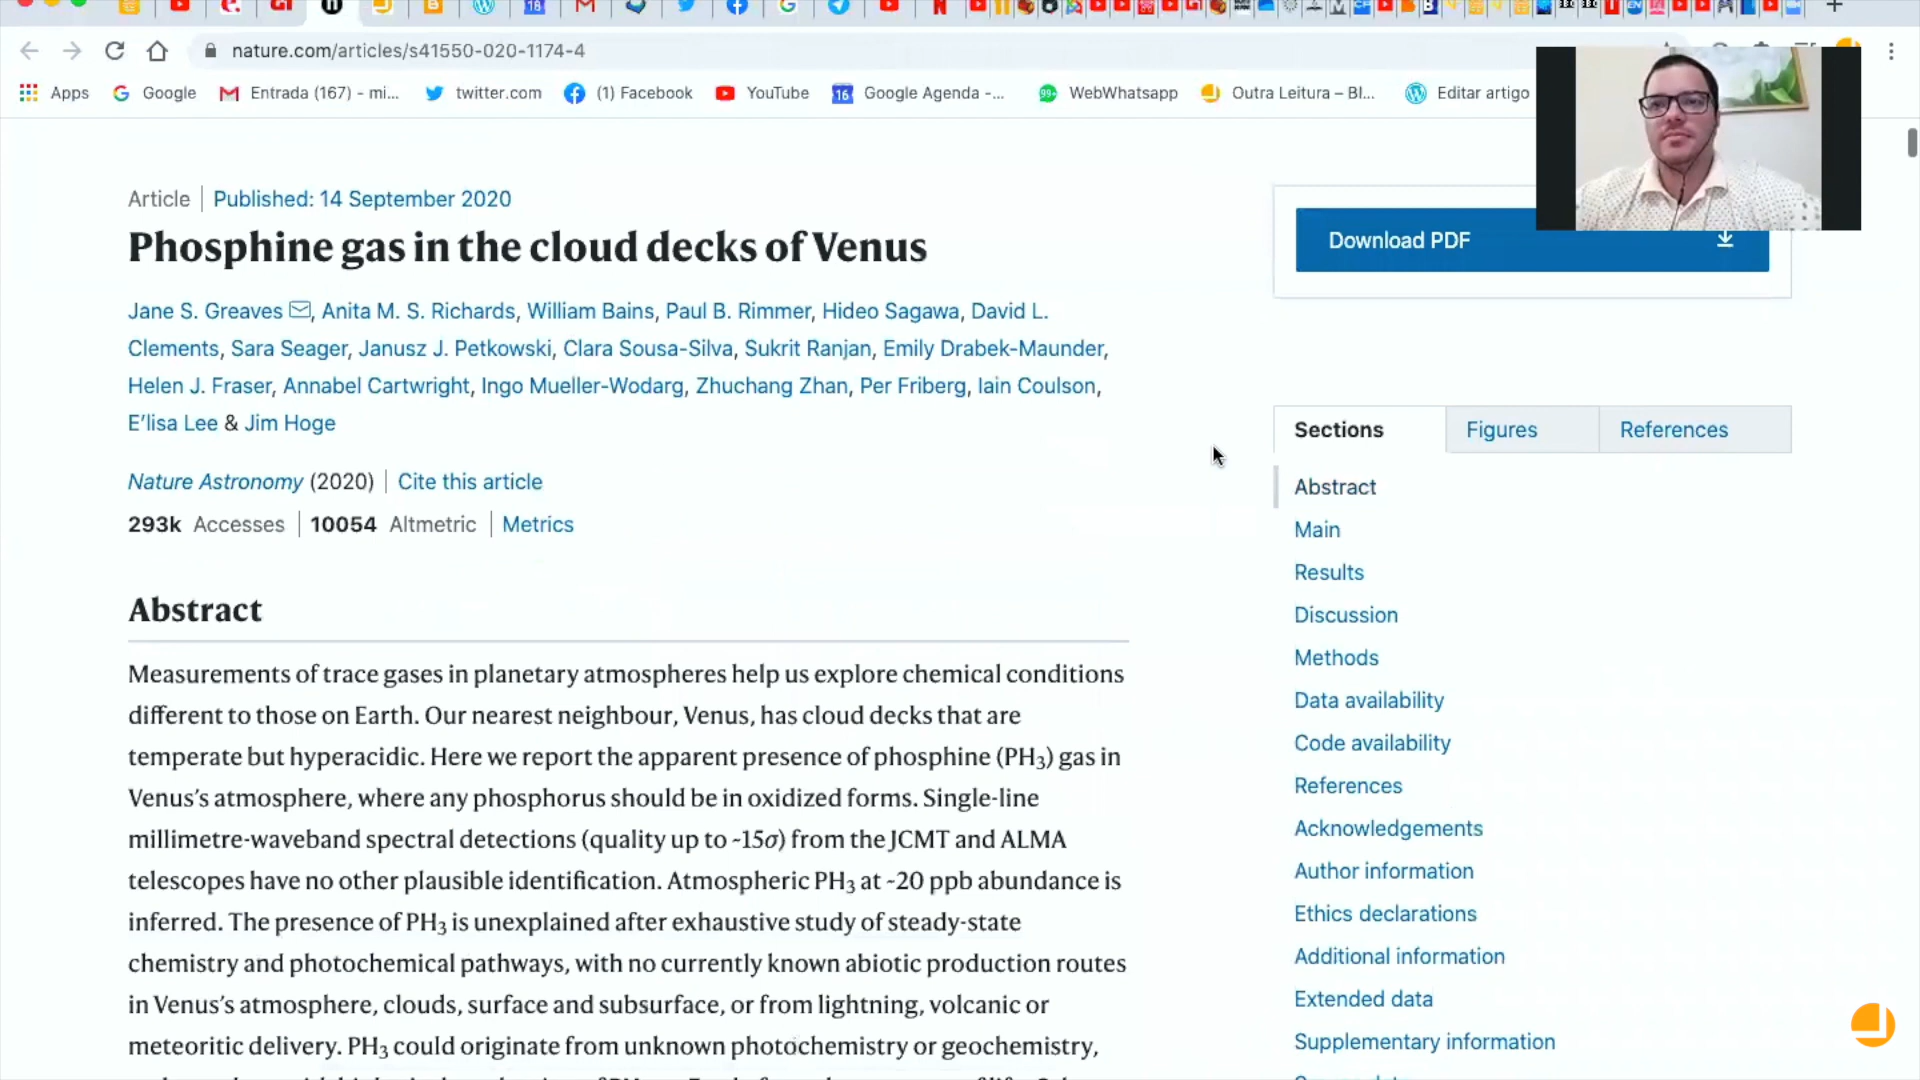 nature.com/articles/s41550-020-1174-4
Apps Google Entrada (167) - mi... twitter.com (1) Facebook YouTube 16 Google Agenda -... 99+ WebWhatsapp Outra Leitura – Bl... Editar artigo
Article Published: 14 September 2020
Phosphine gas in the cloud decks of Venus
Jane S. Greaves, Anita M. S. Richards, William Bains, Paul B. Rimmer, Hideo Sagawa, David L.
Clements, Sara Seager, Janusz J. Petkowski, Clara Sousa-Silva, Sukrit Ranjan, Emily Drabek-Maunder,
Helen J. Fraser, Annabel Cartwright, Ingo Mueller-Wodarg, Zhuchang Zhan, Per Friberg, Iain Coulson,
E’lisa Lee & Jim Hoge
Nature Astronomy (2020) Cite this article
293k Accesses 10054 Altmetric Metrics
Abstract
Measurements of trace gases in planetary atmospheres help us explore chemical conditions
different to those on Earth. Our nearest neighbour, Venus, has cloud decks that are
temperate but hyperacidic. Here we report the apparent presence of phosphine (PH3) gas in
Venus’s atmosphere, where any phosphorus should be in oxidized forms. Single-line
millimetre-waveband spectral detections (quality up to ~15σ) from the JCMT and ALMA
telescopes have no other plausible identification. Atmospheric PH3 at ~20 ppb abundance is
inferred. The presence of PH3 is unexplained after exhaustive study of steady-state
chemistry and photochemical pathways, with no currently known abiotic production routes
in Venus’s atmosphere, clouds, surface and subsurface, or from lightning, volcanic or
meteoritic delivery. PH3 could originate from unknown photochemistry or geochemistry,
Download PDF
Sections Figures References
Abstract
Main
Results
Discussion
Methods
Data availability
Code availability
References
Acknowledgements
Author information
Ethics declarations
Additional information
Extended data
Supplementary information